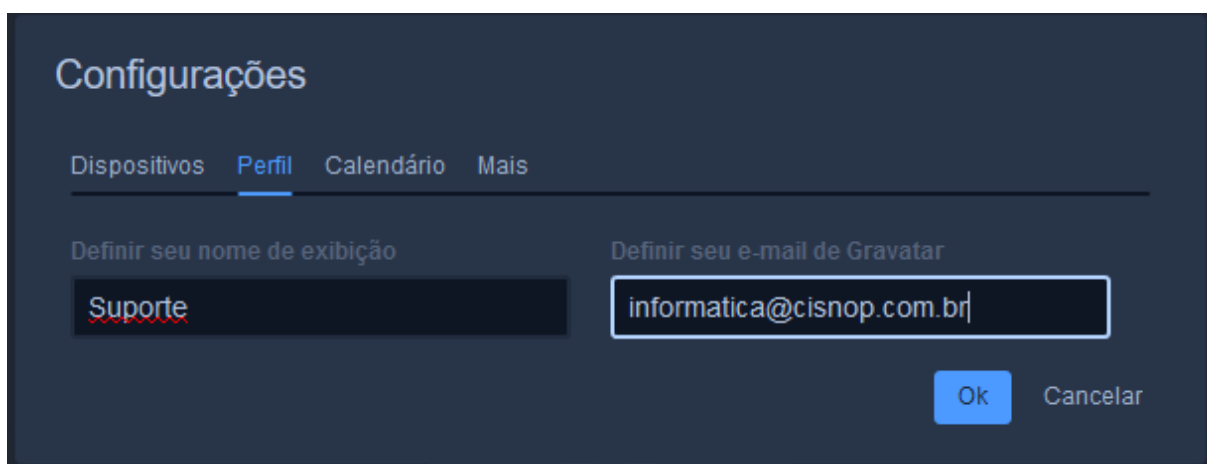 Configurações
Dispositivos Perfil Calendário Mais
Definir seu nome de exibição Definir seu e-mail de Gravatar
Suporte informatica@cisnop.com.br
Ok Cancelar